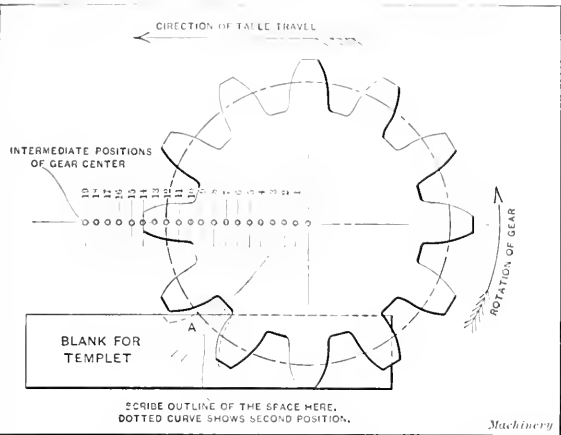 CIRECTION OF TABLE TRAVEL
INTERMEDIATE POSITIONS
OF GEAR CENTER
ROTATION OF GEAR
A
BLANK FOR
TEMPLET
SCRIBE OUTLINE OF THE SPACE HERE.
DOTTED CURVE SHOWS SECOND POSITION.
Machinery